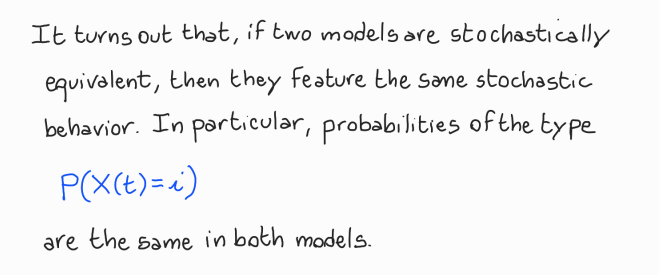 It turns out that, if two models are stochastically
equivalent, then they feature the same stochastic
behavior. In particular, probabilities of the type
P(X(t)=i)
are the same in both models.